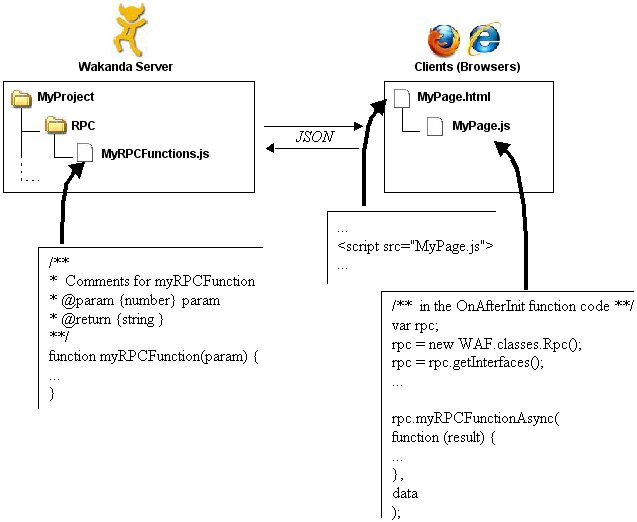 Wakanda Server
Clients (Browsers)
MyProject
RPC
MyRPCFunctions.js
JSON
MyPage.html
MyPage.js
...
<script src="MyPage.js">
...
/**
* Comments for myRPCFunction
* @param {number} param
* @return {string }
**/
function myRPCFunction(param) {
...
}
/** in the OnAfterInit function code **/
var rpc;
rpc = new WAF.classes.Rpc();
rpc = rpc.getInterfaces();
...
rpc.myRPCFunctionAsync(
function (result) {
...
},
data
);